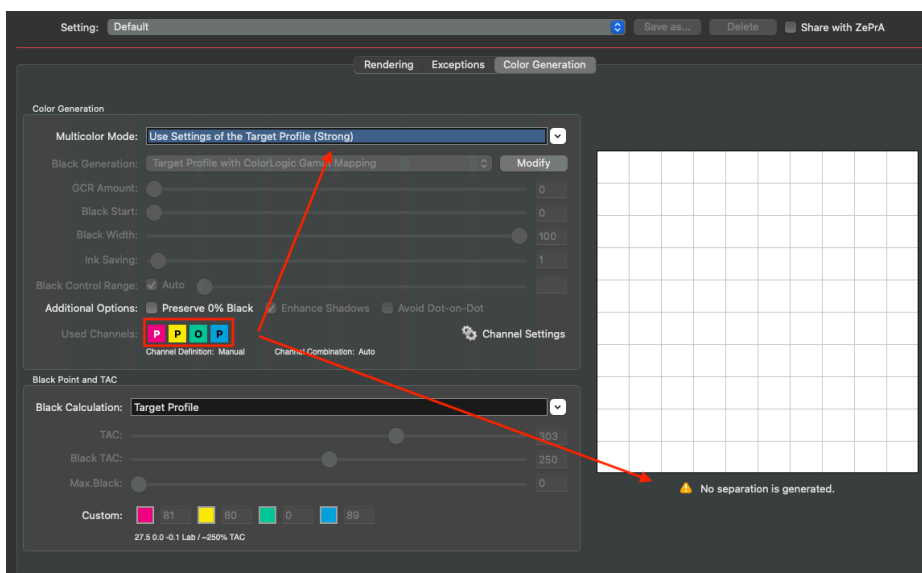 Setting: Default Save as... Delete Share with ZePrA
Rendering Exceptions Color Generation
Color Generation
Multicolor Mode: Use Settings of the Target Profile (Strong)
Black Generation: Target Profile with ColorLogic Gamut Mapping Modify
GCR Amount: 0
Black Start: 0
Black Width: 100
Ink Saving: 1
Black Control Range: Auto
Additional Options: Preserve 0% Black Enhance Shadows Avoid Dot-on-Dot
Used Channels: P P O P Channel Settings
Channel Definition: Manual Channel Combination: Auto
Black Point and TAC
Black Calculation: Target Profile
TAC: 303
Black TAC: 250
Max.Black: 0
No separation is generated.
Custom: 81 80 0 89
27.5 0.0 -0.1 Lab / ~250% TAC